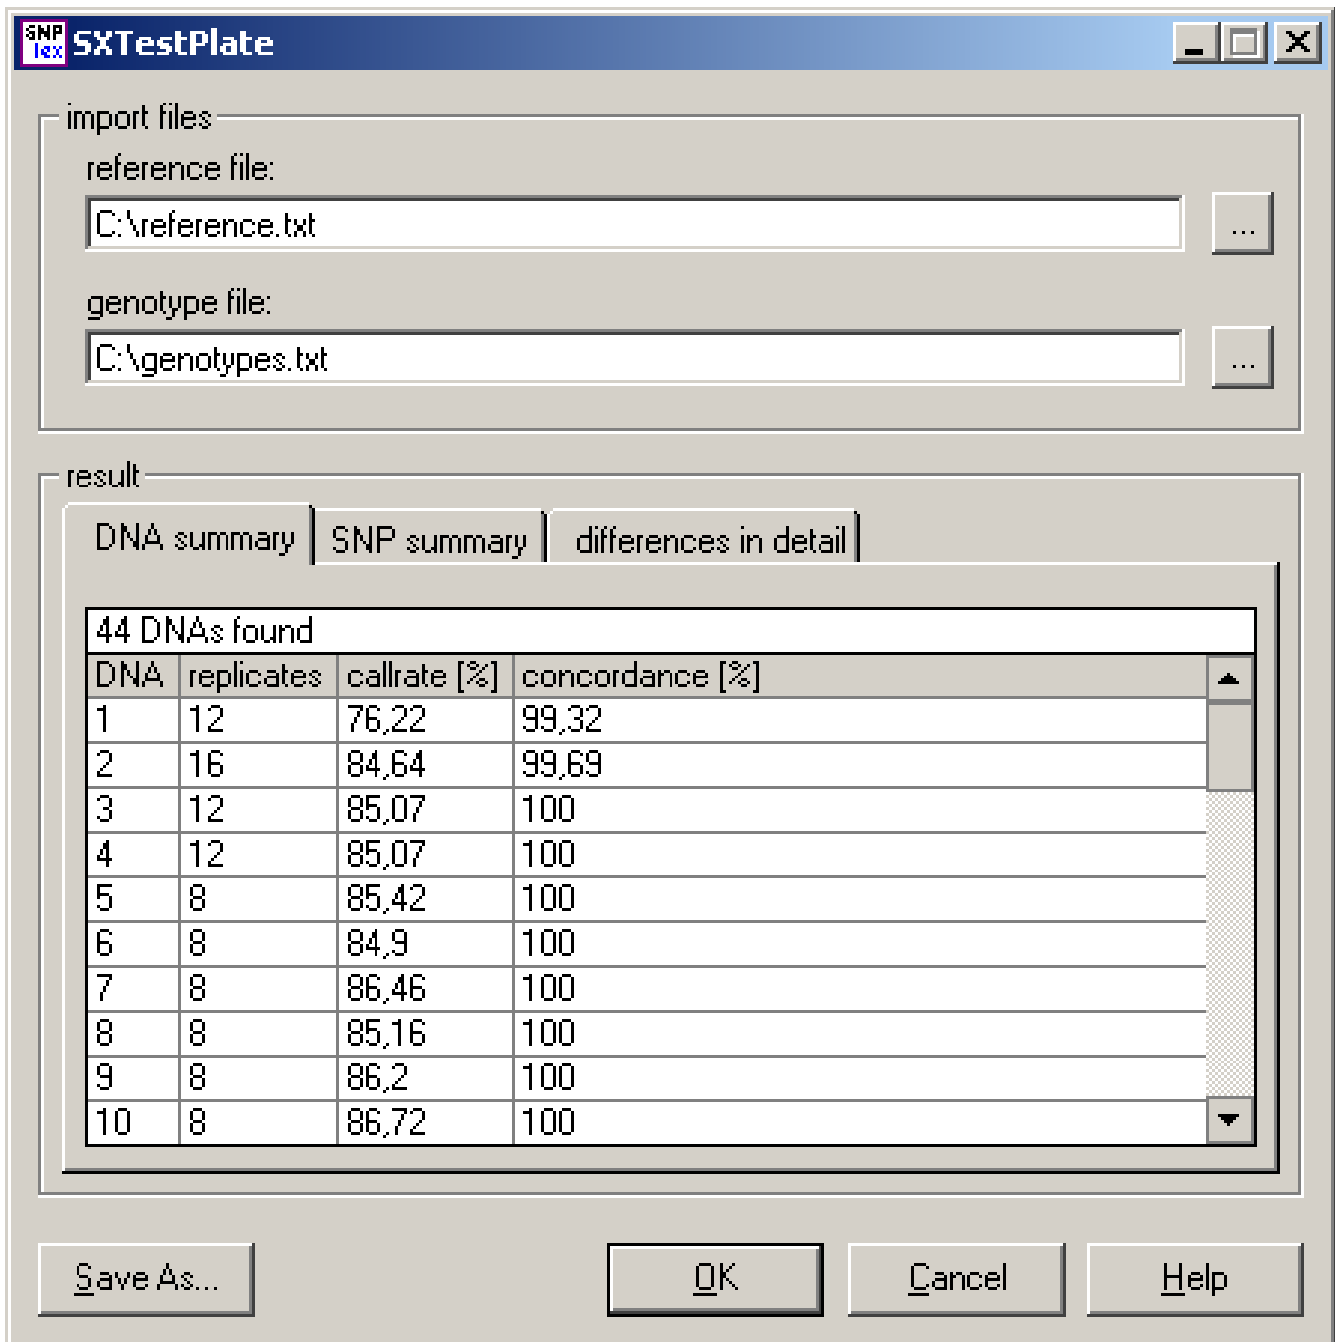 SNP
lex
SXTestPlate
import files
reference file:
C:\reference.txt
...
genotype file:
C:\genotypes.txt
...
result
DNA summary SNP summary differences in detail
44 DNAs found
DNA replicates callrate [%] concordance [%]
1 12 76,22 99,32
2 16 84,64 99,69
3 12 85,07 100
4 12 85,07 100
5 8 85,42 100
6 8 84,9 100
7 8 86,46 100
8 8 85,16 100
9 8 86,2 100
10 8 86,72 100
Save As... OK Cancel Help